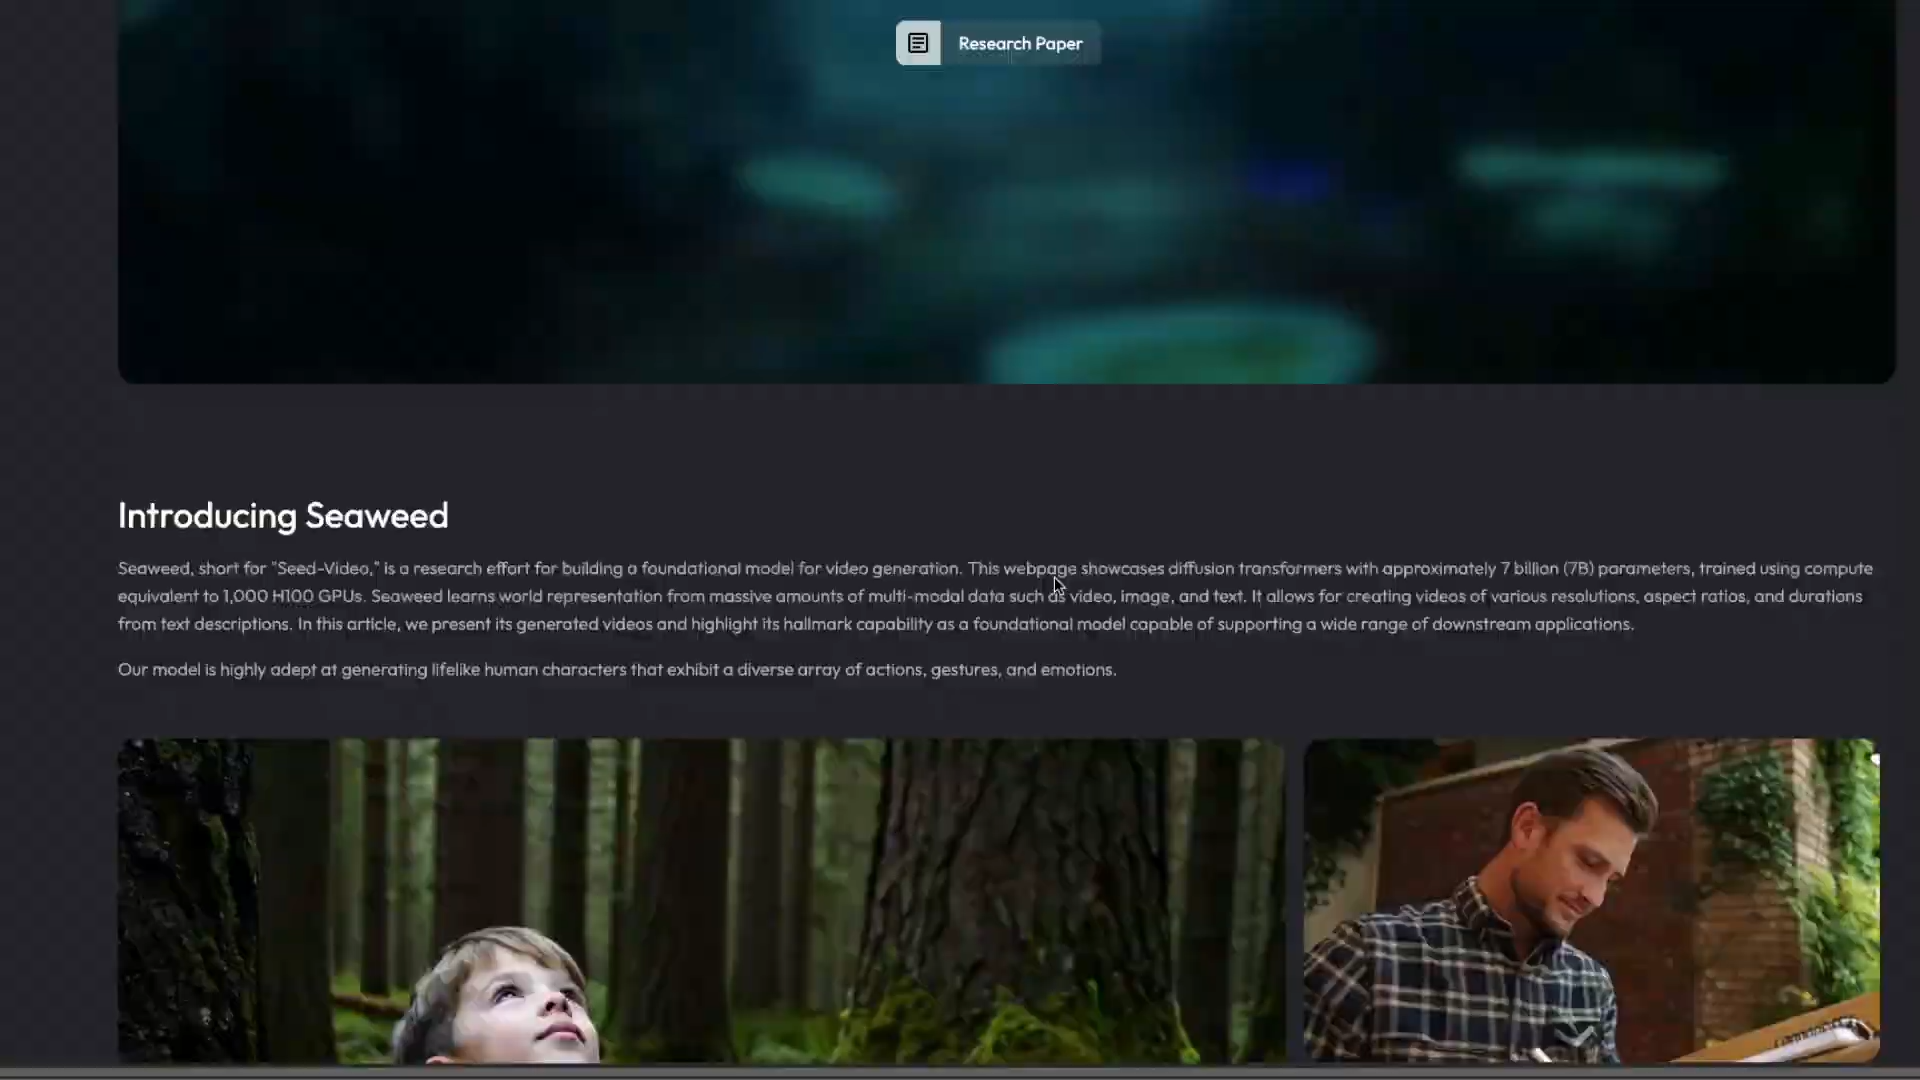 Research Paper
Introducing Seaweed
Seaweed, short for "Seed-Video," is a research effort for building a foundational model for video generation. This webpage showcases diffusion transformers with approximately 7 billion (7B) parameters, trained using compute
equivalent to 1,000 H100 GPUs. Seaweed learns world representation from massive amounts of multi-modal data such as video, image, and text. It allows for creating videos of various resolutions, aspect ratios, and durations
from text descriptions. In this article, we present its generated videos and highlight its hallmark capability as a foundational model capable of supporting a wide range of downstream applications.
Our model is highly adept at generating lifelike human characters that exhibit a diverse array of actions, gestures, and emotions.